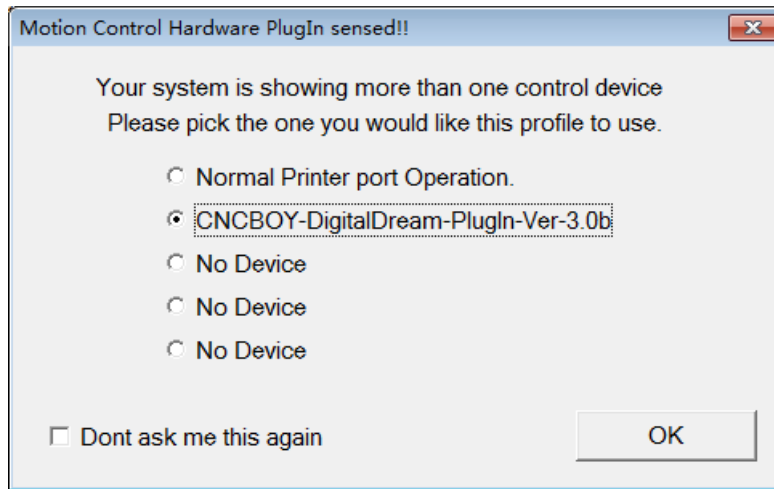 Motion Control Hardware PlugIn sensed!!
Your system is showing more than one control device
Please pick the one you would like this profile to use.
Normal Printer port Operation.
CNCBOY-DigitalDream-PlugIn-Ver-3.0b
No Device
No Device
No Device
Dont ask me this again
OK